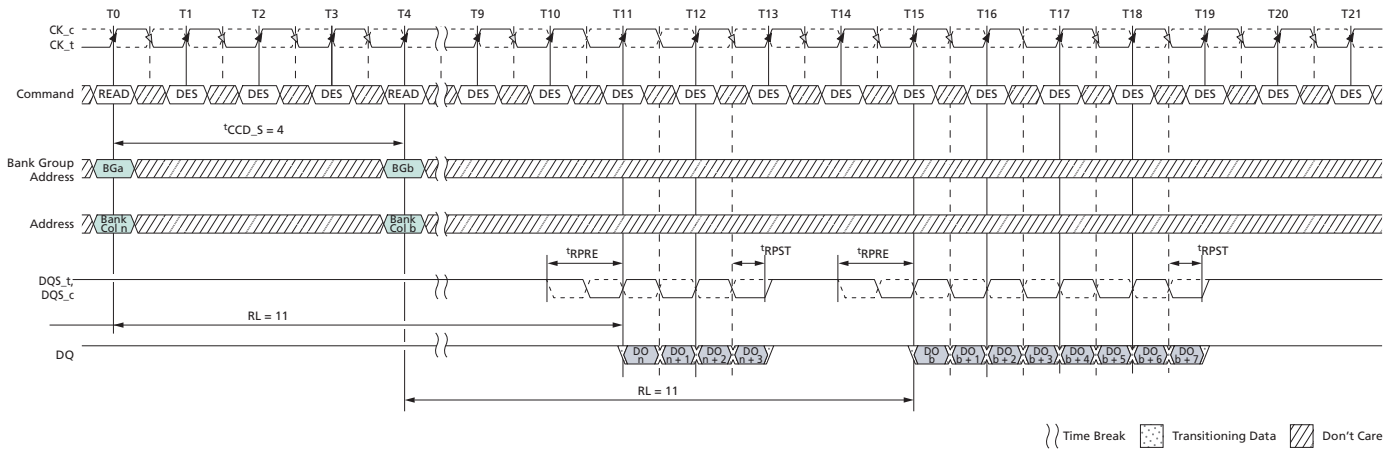 T0 T1 T2 T3 T4 T9 T10 T11 T12 T13 T14 T15 T16 T17 T18 T19 T20 T21
CK_c
CK_t
Command READ DES DES DES READ DES DES DES DES DES DES DES DES DES DES DES DES DES
tCCD_S = 4
Bank Group
Address
BGa BGb
Address
Bank
Col n
Bank
Col b
tRPRE tRPST tRPRE tRPST
DQS_t,
DQS_c
RL = 11
DQ
DO
n
DO
n + 1
DO
n + 2
DO
n + 3
DO
b
DO
b + 1
DO
b + 2
DO
b + 3
DO
b + 4
DO
b + 5
DO
b + 6
DO
b + 7
RL = 11
Time Break Transitioning Data Don't Care